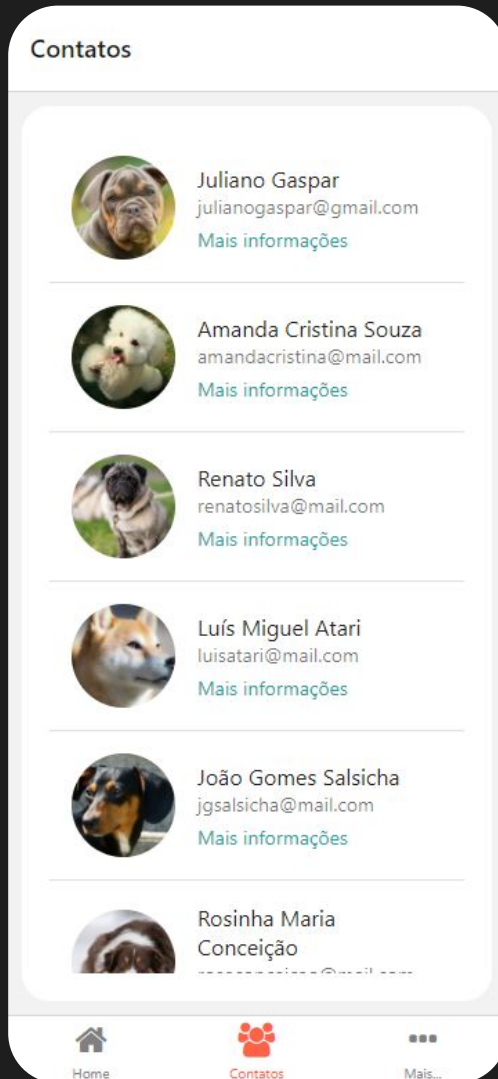 Contatos
Juliano Gaspar
julianogaspar@gmail.com
Mais informações
Amanda Cristina Souza
amandacristina@mail.com
Mais informações
Renato Silva
renatosilva@mail.com
Mais informações
Luís Miguel Atari
luisatari@mail.com
Mais informações
João Gomes Salsicha
jgsalsicha@mail.com
Mais informações
Rosinha Maria
Conceição
Home
Contatos
Mais...